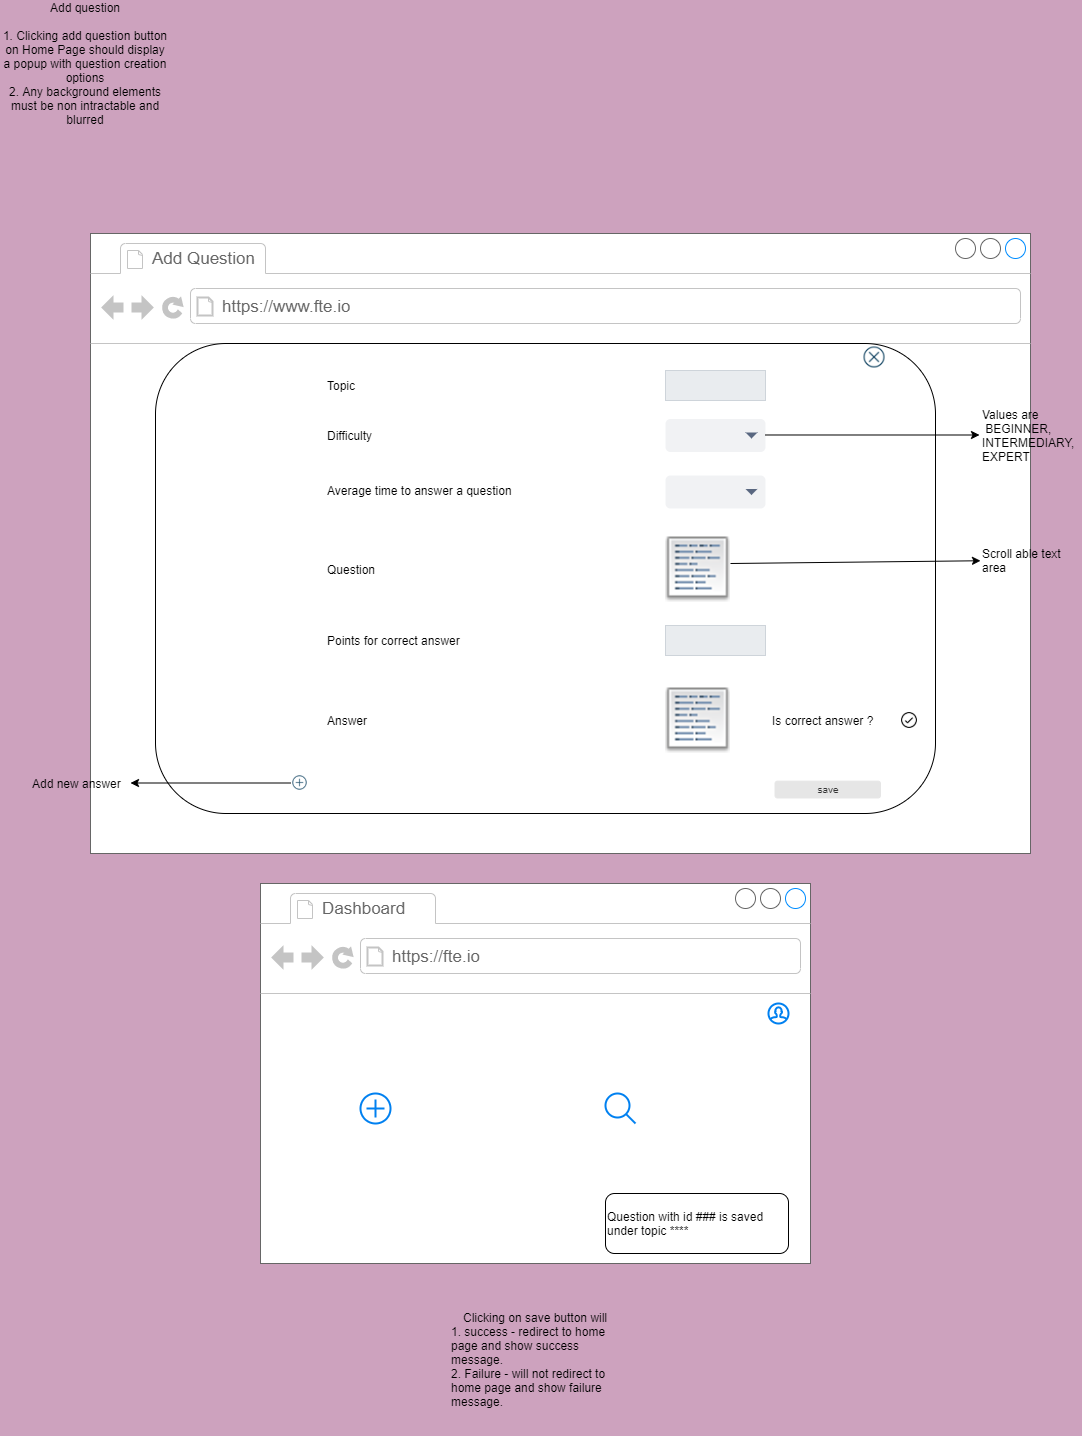 Add question
1. Clicking add question button
on Home Page should display
a popup with question creation
options
2. Any background elements
must be non intractable and
blurred
Add Question
https://www.fte.io
Topic
Difficulty
Values are
BEGINNER,
INTERMEDIARY,
EXPERT
Average time to answer a question
Question
Scroll able text
area
Points for correct answer
Answer
Is correct answer ?
Add new answer
save
Dashboard
https://fte.io
Question with id ### is saved
under topic ****
Clicking on save button will
1. success - redirect to home
page and show success
message.
2. Failure - will not redirect to
home page and show failure
message.